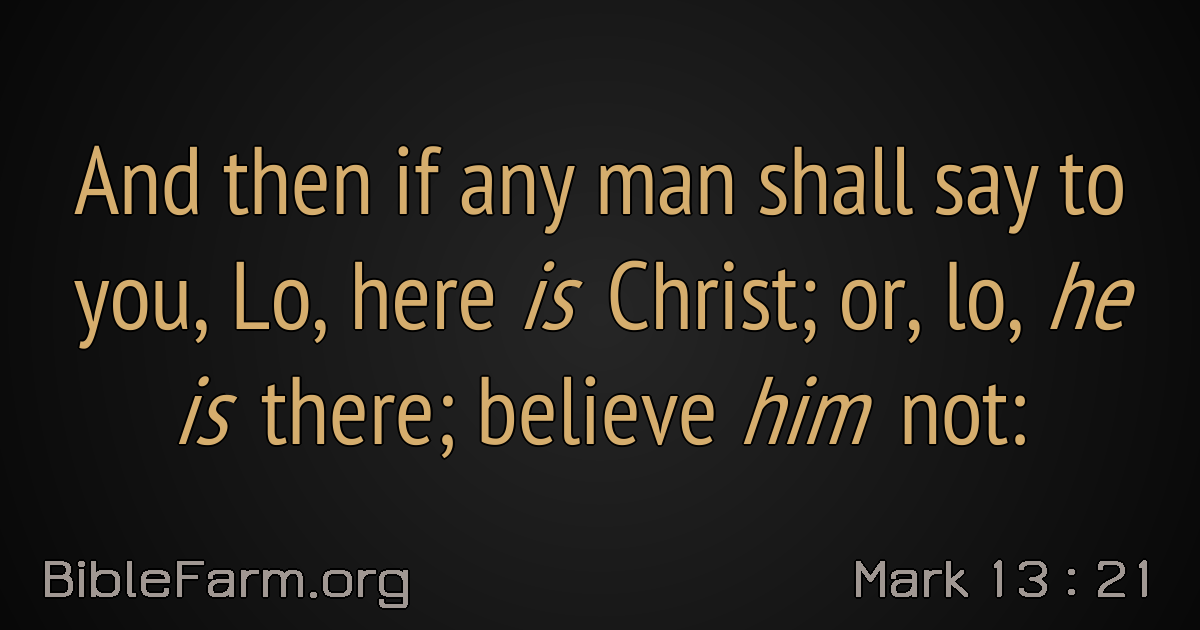 And then if any man shall say to
you, Lo, here is Christ; or, lo, he
is there; believe him not:
BibleFarm.org
Mark 13 : 21